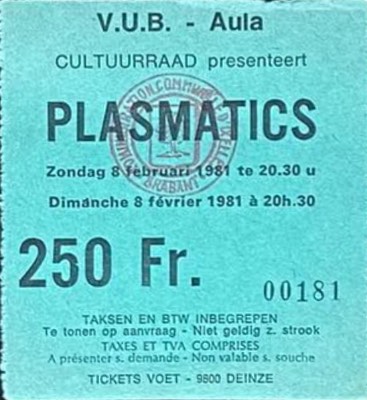 V.U.B. - Aula
CULTUURRAAD presenteert
PLASMATICS
Zondag 8 februari 1981 te 20.30 u
Dimanche 8 février 1981 à 20h.30
250 Fr.
00181
TAKSEN EN BTW INBEGREPEN
Te tonen op aanvraag - Niet geldig z. strook
TAXES ET TVA COMPRISES
A présenter s. demande - Non valable s. souche
TICKETS VOET - 9800 DEINZE
BRABANT